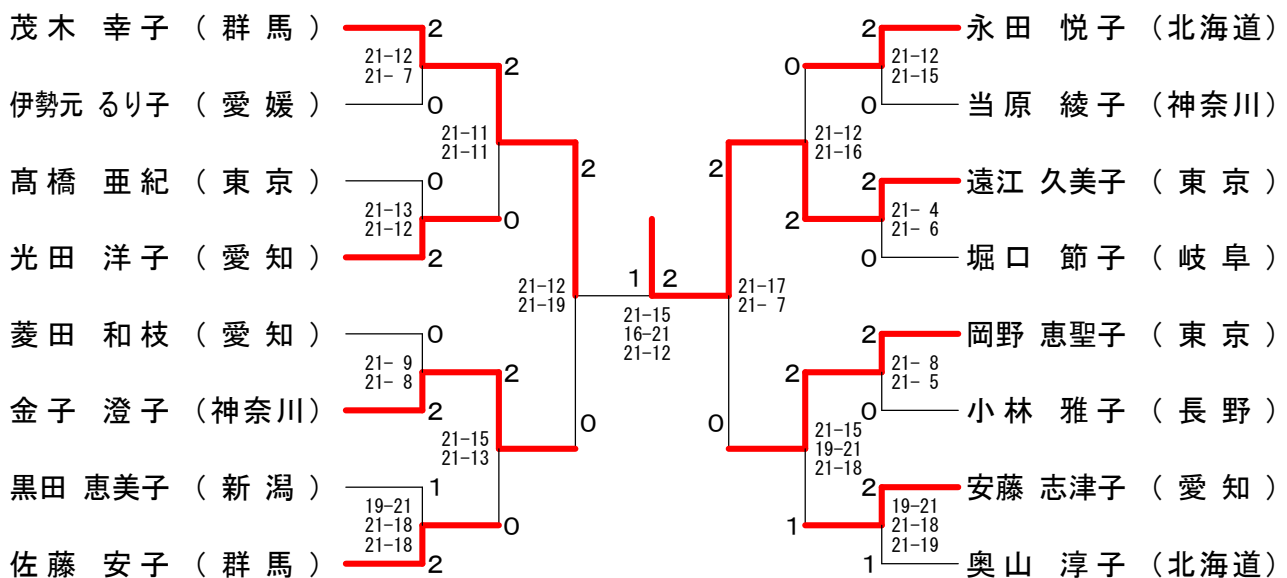 茂木 幸子 (群馬) 2
21-12
21- 7
伊勢元 るり子 (愛媛) 0
2
21-11
21-11
髙橋 亜紀 (東京) 0
21-13
21-12
光田 洋子 (愛知) 2
0
2
21-12
21-19
菱田 和枝 (愛知) 0
21- 9
21- 8
金子 澄子 (神奈川) 2
2
21-15
21-13
黒田 恵美子 (新潟) 1
19-21
21-18
21-18
佐藤 安子 (群馬) 2
0
0
1 2
21-15
16-21
21-12
2 永田 悦子 (北海道)
21-12
21-15
0 当原 綾子 (神奈川)
0
21-12
21-16
2 遠江 久美子 (東京)
21- 4
21- 6
0 堀口 節子 (岐阜)
2
2
21-17
21- 7
2 岡野 恵聖子 (東京)
21- 8
21- 5
0 小林 雅子 (長野)
2
21-15
19-21
21-18
2 安藤 志津子 (愛知)
19-21
21-18
21-19
1 奥山 淳子 (北海道)
1
0